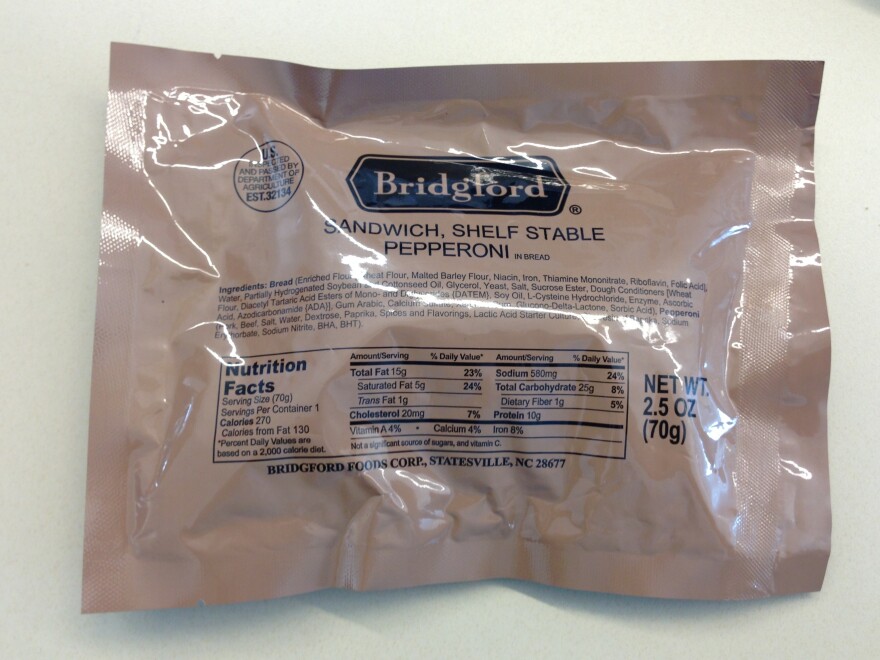 U.S.
AND PASSED BY
DEPARTMENT OF
AGRICULTURE
EST.32134
Bridgford ®
SANDWICH, SHELF STABLE
PEPPERONI IN BREAD
Ingredients: Bread (Enriched Flour Wheat Flour, Malted Barley Flour, Niacin, Iron, Thiamine Mononitrate, Riboflavin, Folic Acid],
Water, Partially Hydrogenated Soybean Cottonseed Oil, Glycerol, Yeast, Salt, Sucrose Ester, Dough Conditioners [Wheat
Flour, Diacetyl Tartaric Acid Esters of Mono- and (DATEM), Soy Oil, L-Cysteine Hydrochloride, Enzyme, Ascorbic
Acid, Azodicarbonamide (ADA)], Gum Arabic, Calcium Glucono-Delta-Lactone, Sorbic Acid), Pepperoni
Beef, Salt, Water, Dextrose, Paprika, Spices and Flavorings, Lactic Acid Starter Sodium
Erythorbate, Sodium Nitrite, BHA, BHT).
Nutrition
Facts
Serving Size (70g)
Servings Per Container 1
Calories 270
Calories from Fat 130
*Percent Daily Values are
based on a 2,000 calorie diet.
Amount/Serving % Daily Value* Amount/Serving % Daily Value*
Total Fat 15g 23% Sodium 580mg 24%
Saturated Fat 5g 24% Total Carbohydrate 25g 8%
Trans Fat 1g Dietary Fiber 1g 5%
Cholesterol 20mg 7% Protein 10g
Vitamin A 4% • Calcium 4% Iron 8%
Not a significant source of sugars, and vitamin C.
NET WT.
2.5 OZ
(70g)
BRIDGFORD FOODS CORP., STATESVILLE, NC 28677